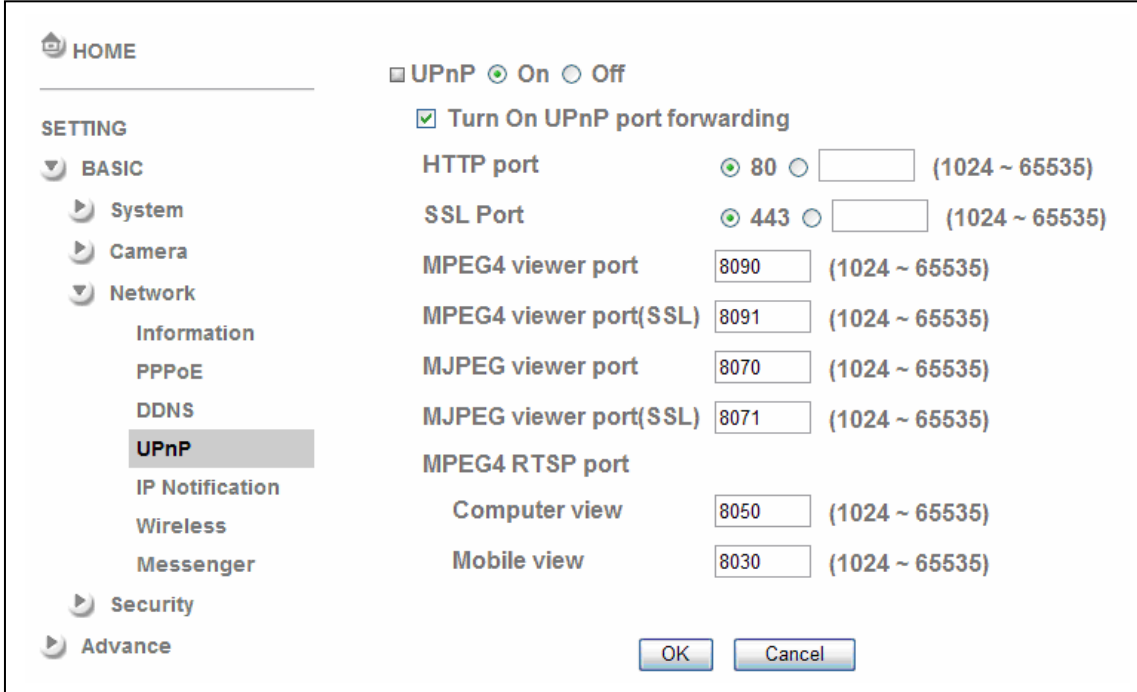 HOME
SETTING
BASIC
System
Camera
Network
Information
PPPoE
DDNS
UPnP
IP Notification
Wireless
Messenger
Security
Advance
UPnP On Off
Turn On UPnP port forwarding
HTTP port 80 (1024 ~ 65535)
SSL Port 443 (1024 ~ 65535)
MPEG4 viewer port 8090 (1024 ~ 65535)
MPEG4 viewer port(SSL) 8091 (1024 ~ 65535)
MJPEG viewer port 8070 (1024 ~ 65535)
MJPEG viewer port(SSL) 8071 (1024 ~ 65535)
MPEG4 RTSP port
Computer view 8050 (1024 ~ 65535)
Mobile view 8030 (1024 ~ 65535)
OK Cancel